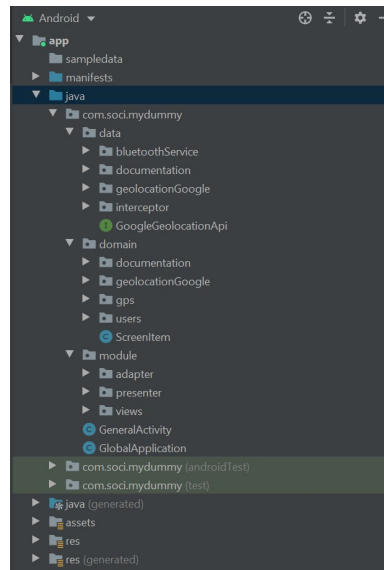 Android
app
sampledata
manifests
java
com.soci.mydummy
data
bluetoothService
documentation
geolocationGoogle
interceptor
GoogleGeolocationApi
domain
documentation
geolocationGoogle
gps
users
ScreenItem
module
adapter
presenter
views
GeneralActivity
GlobalApplication
com.soci.mydummy (androidTest)
com.soci.mydummy (test)
java (generated)
assets
res
res (generated)